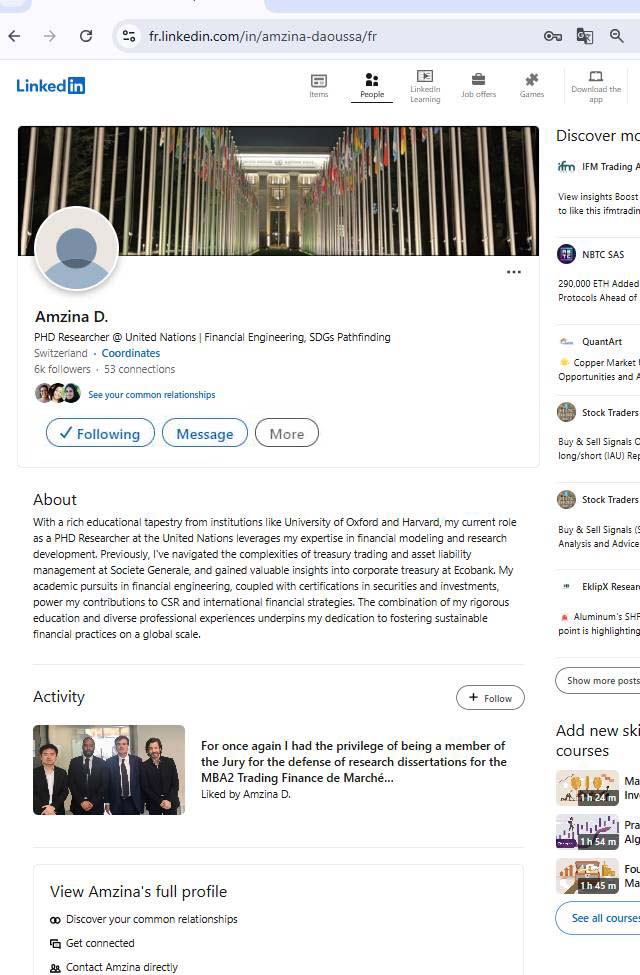 fr.linkedin.com/in/amzina-daoussa/fr
Linked in
Items
People
LinkedIn
Learning
Job offers
Games
Download the
app
Amzina D.
PHD Researcher @ United Nations | Financial Engineering, SDGs Pathfinding
Switzerland · Coordinates
6k followers · 53 connections
See your common relationships
Following
Message
More
About
With a rich educational tapestry from institutions like University of Oxford and Harvard, my current role
as a PHD Researcher at the United Nations leverages my expertise in financial modeling and research
development. Previously, I've navigated the complexities of treasury trading and asset liability
management at Societe Generale, and gained valuable insights into corporate treasury at Ecobank. My
academic pursuits in financial engineering, coupled with certifications in securities and investments,
power my contributions to CSR and international financial strategies. The combination of my rigorous
education and diverse professional experiences underpins my dedication to fostering sustainable
financial practices on a global scale.
Activity
+ Follow
For once again I had the privilege of being a member of
the Jury for the defense of research dissertations for the
MBA2 Trading Finance de Marché...
Liked by Amzina D.
View Amzina's full profile
Discover your common relationships
Get connected
Contact Amzina directly
Discover mo
ifm IFM Trading A
View insights Boost
to like this ifmtradin
NBTC SAS
290,000 ETH Added
Protocols Ahead of
QuantArt
Copper Market U
Opportunities and A
Stock Traders
Buy & Sell Signals O
long/short (IAU) Rep
Stock Traders
Buy & Sell Signals (S
Analysis and Advice
EklipX Resear
Aluminum's SHF
point is highlighting
Show more posts
Add new ski
courses
1 h 24 m
Ma
Inv
1 h 54 m
Pra
Alg
1 h 45 m
Fou
Ma
See all courses